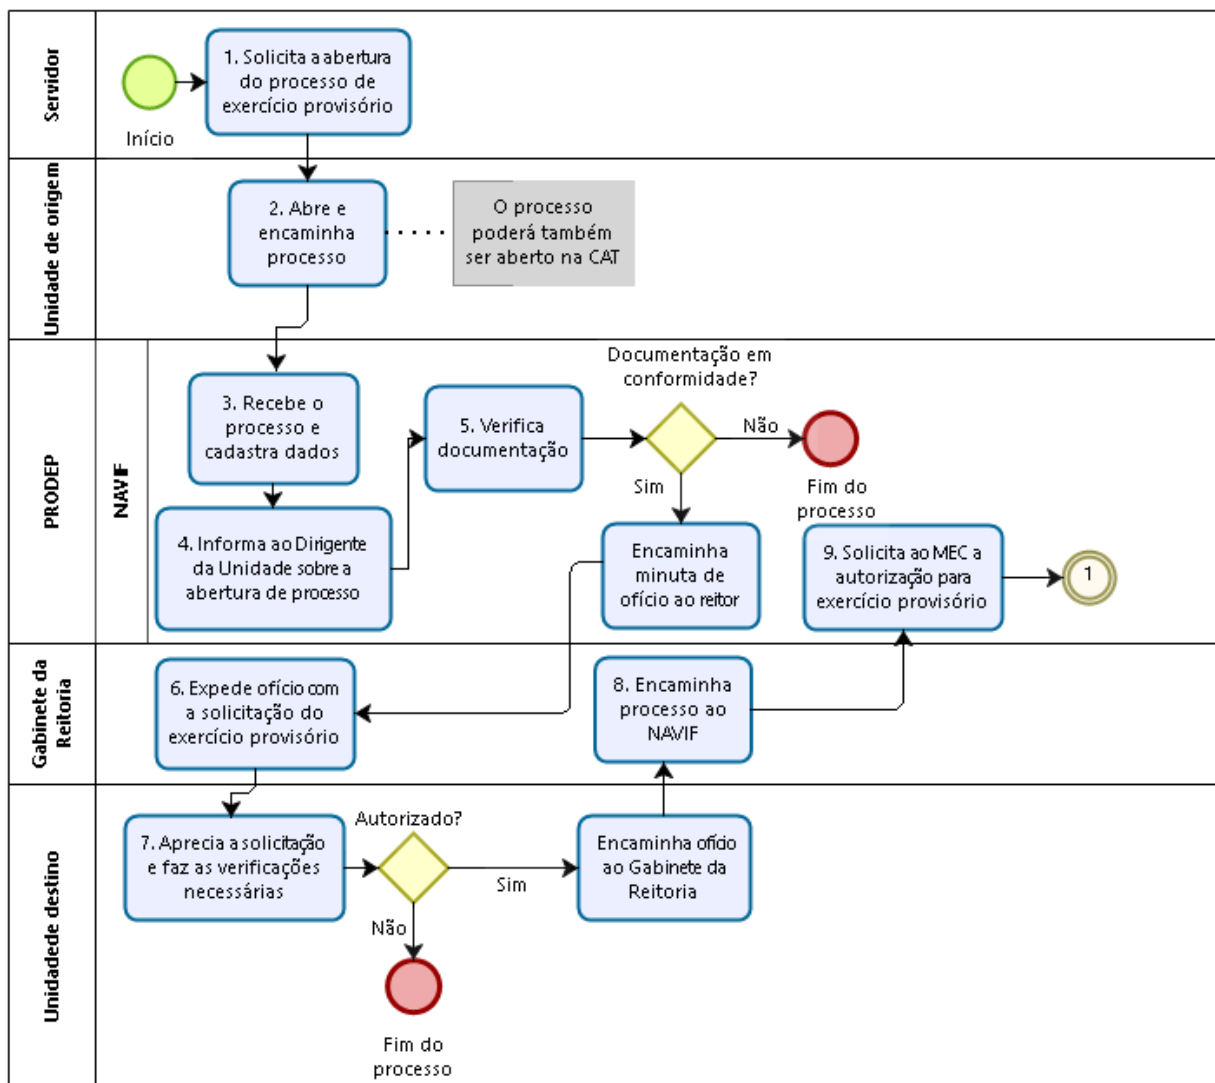 Servidor
1. Solicita a abertura
do processo de
exercício provisório
Início
Unidade de origem
2. Abre e
encaminha
processo
O processo
poderá também
ser aberto na CAT
PRODEP
NAVIF
3. Recebe o
processo e
cadastra dados
4. Informa ao Dirigente
da Unidade sobre a
abertura de processo
5. Verifica
documentação
Documentação em
conformidade?
Não
Fim do
processo
Sim
Encaminha
minuta de
ofício ao reitor
9. Solicita ao MEC a
autorização para
exercício provisório
1
Gabinete da
Reitoria
6. Expede ofício com
a solicitação do
exercício provisório
8. Encaminha
processo ao
NAVIF
Unidadede destino
7. Aprecia a solicitação
e faz as verificações
necessárias
Autorizado?
Sim
Não
Encaminha ofício
ao Gabinete da
Reitoria
Fim do
processo